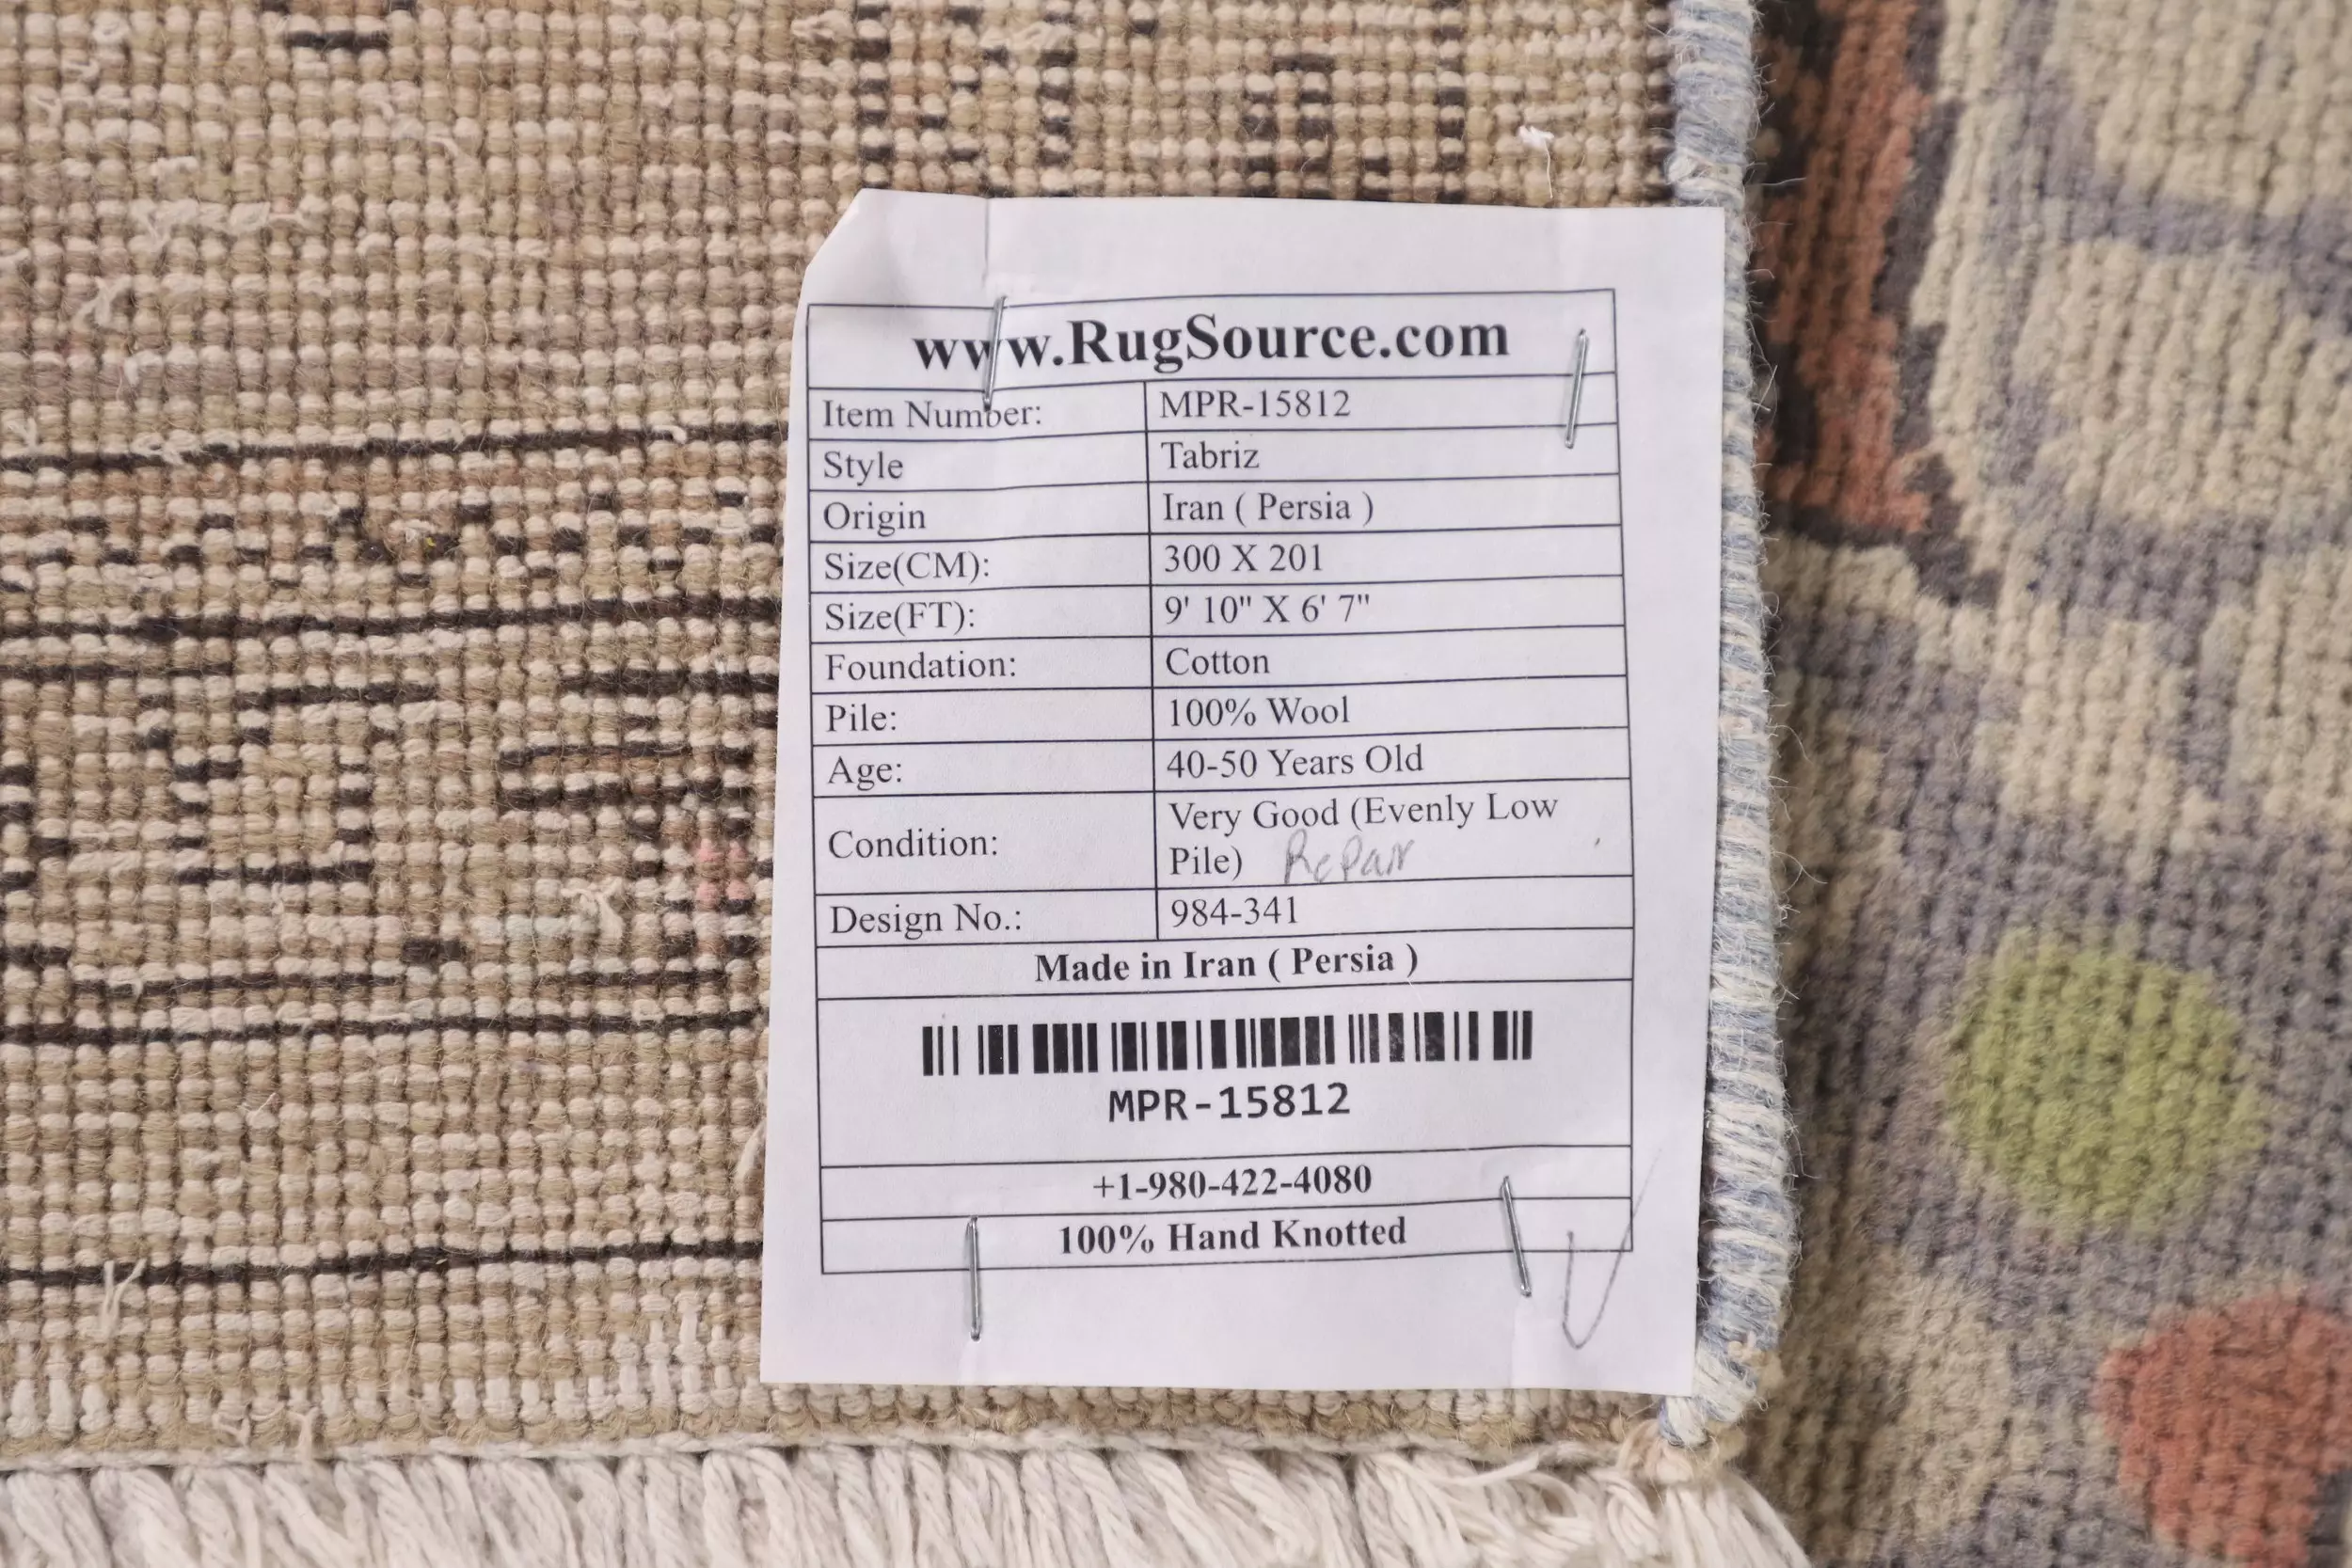 www.RugSource.com
Item Number: MPR-15812
Style Tabriz
Origin Iran ( Persia )
Size(CM): 300 X 201
Size(FT): 9' 10" X 6' 7"
Foundation: Cotton
Pile: 100% Wool
Age: 40-50 Years Old
Condition: Very Good (Evenly Low
Pile) Repair
Design No.: 984-341
Made in Iran ( Persia )
MPR-15812
+1-980-422-4080
100% Hand Knotted